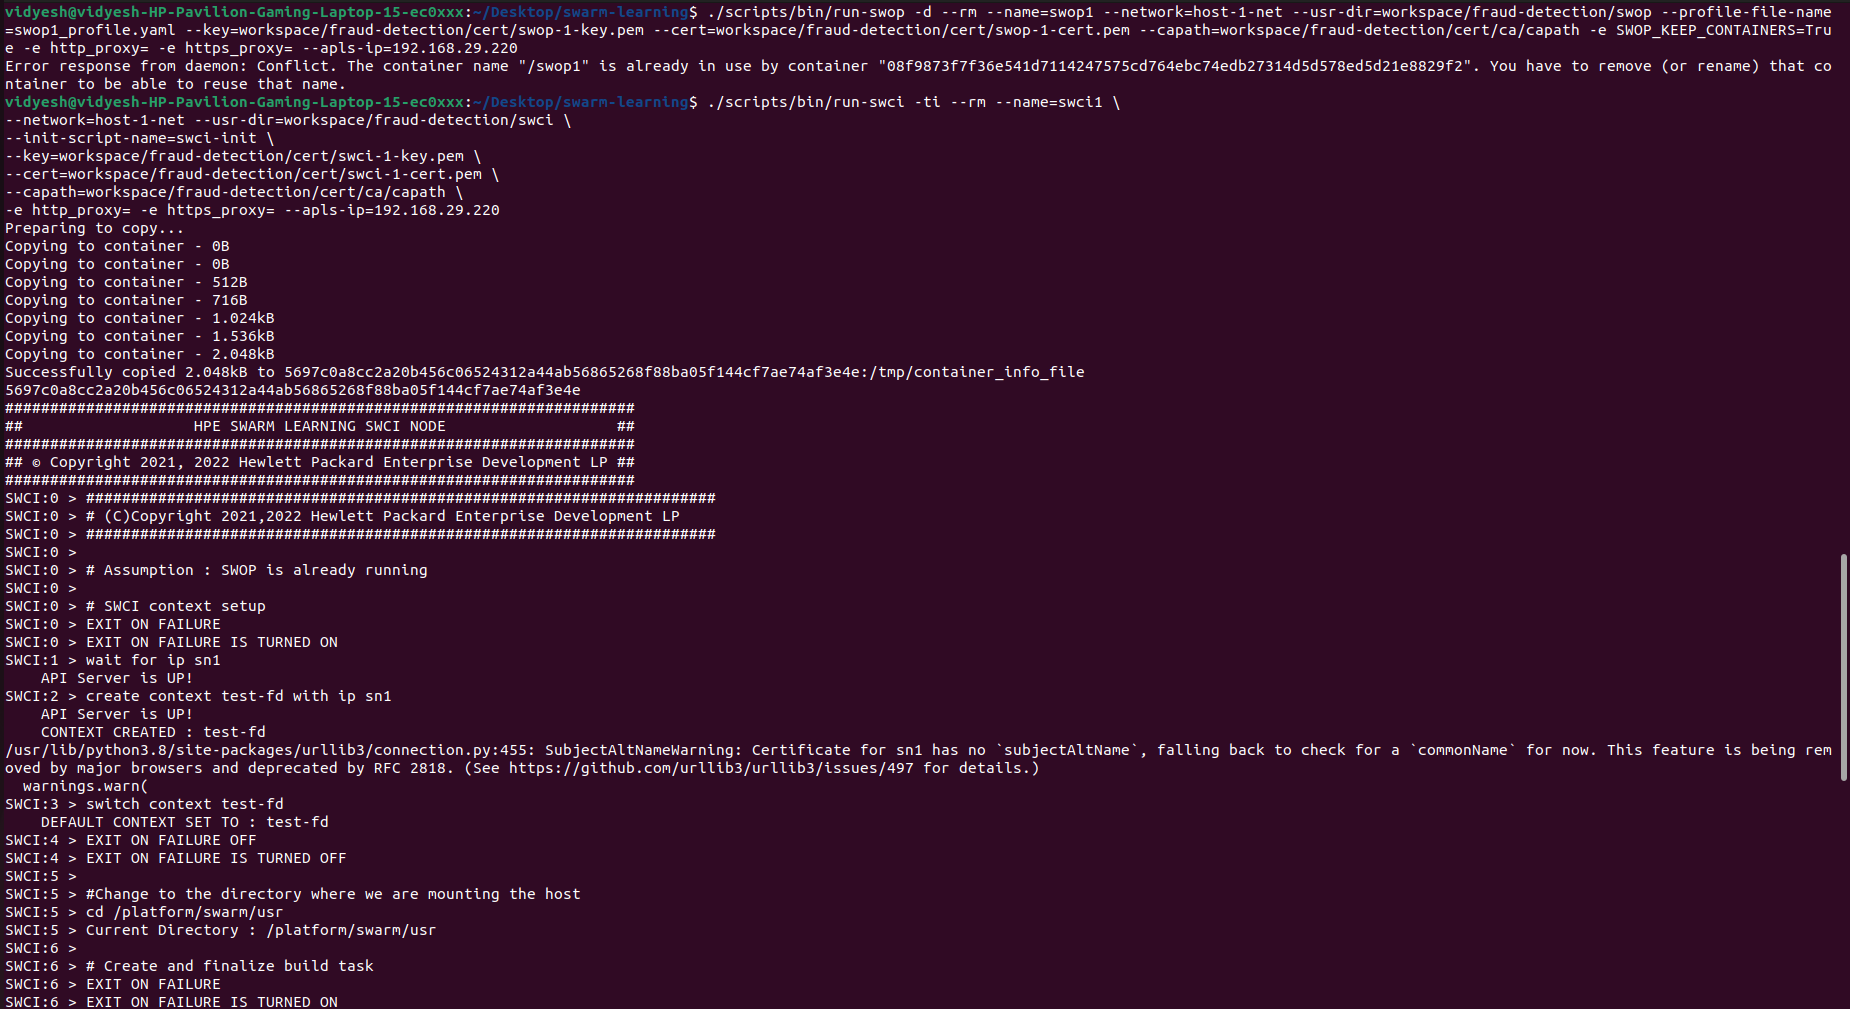 vidyesh@vidyesh-HP-Pavilion-Gaming-Laptop-15-ec0xxx:~/Desktop/swarm-learning$ ./scripts/bin/run-swop -d --rm --name=swop1 --network=host-1-net --usr-dir=workspace/fraud-detection/swop --profile-file-name
=swop1_profile.yaml --key=workspace/fraud-detection/cert/swop-1-key.pem --cert=workspace/fraud-detection/cert/swop-1-cert.pem --capath=workspace/fraud-detection/cert/ca/capath -e SWOP_KEEP_CONTAINERS=Tru
e -e http_proxy= -e https_proxy= --apls-ip=192.168.29.220
Error response from daemon: Conflict. The container name "/swop1" is already in use by container "08f9873f7f36e541d7114247575cd764ebc74edb27314d5d578ed5d21e8829f2". You have to remove (or rename) that co
ntainer to be able to reuse that name.
vidyesh@vidyesh-HP-Pavilion-Gaming-Laptop-15-ec0xxx:~/Desktop/swarm-learning$ ./scripts/bin/run-swci -ti --rm --name=swci1 \
--network=host-1-net --usr-dir=workspace/fraud-detection/swci \
--init-script-name=swci-init \
--key=workspace/fraud-detection/cert/swci-1-key.pem \
--cert=workspace/fraud-detection/cert/swci-1-cert.pem \
--capath=workspace/fraud-detection/cert/ca/capath \
-e http_proxy= -e https_proxy= --apls-ip=192.168.29.220
Preparing to copy...
Copying to container - 0B
Copying to container - 0B
Copying to container - 512B
Copying to container - 716B
Copying to container - 1.024kB
Copying to container - 1.536kB
Copying to container - 2.048kB
Successfully copied 2.048kB to 5697c0a8cc2a20b456c06524312a44ab56865268f88ba05f144cf7ae74af3e4e:/tmp/container_info_file
5697c0a8cc2a20b456c06524312a44ab56865268f88ba05f144cf7ae74af3e4e
######################################################################
##                   HPE SWARM LEARNING SWCI NODE                   ##
######################################################################
## © Copyright 2021, 2022 Hewlett Packard Enterprise Development LP ##
######################################################################
SWCI:0 > ######################################################################
SWCI:0 > # (C)Copyright 2021,2022 Hewlett Packard Enterprise Development LP
SWCI:0 > ######################################################################
SWCI:0 >
SWCI:0 > # Assumption : SWOP is already running
SWCI:0 >
SWCI:0 > # SWCI context setup
SWCI:0 > EXIT ON FAILURE
SWCI:0 > EXIT ON FAILURE IS TURNED ON
SWCI:1 > wait for ip sn1
    API Server is UP!
SWCI:2 > create context test-fd with ip sn1
    API Server is UP!
    CONTEXT CREATED : test-fd
/usr/lib/python3.8/site-packages/urllib3/connection.py:455: SubjectAltNameWarning: Certificate for sn1 has no `subjectAltName`, falling back to check for a `commonName` for now. This feature is being rem
oved by major browsers and deprecated by RFC 2818. (See https://github.com/urllib3/urllib3/issues/497 for details.)
  warnings.warn(
SWCI:3 > switch context test-fd
    DEFAULT CONTEXT SET TO : test-fd
SWCI:4 > EXIT ON FAILURE OFF
SWCI:4 > EXIT ON FAILURE IS TURNED OFF
SWCI:5 >
SWCI:5 > #Change to the directory where we are mounting the host
SWCI:5 > cd /platform/swarm/usr
SWCI:5 > Current Directory : /platform/swarm/usr
SWCI:6 >
SWCI:6 > # Create and finalize build task
SWCI:6 > EXIT ON FAILURE
SWCI:6 > EXIT ON FAILURE IS TURNED ON